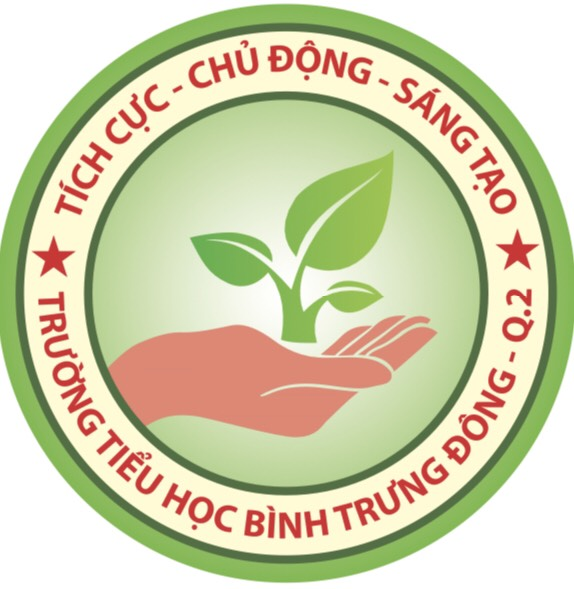 TÍCH CỰC - CHỦ ĐỘNG - SÁNG TẠO
TRƯỜNG TIỂU HỌC BÌNH TRƯNG ĐÔNG - Q.2